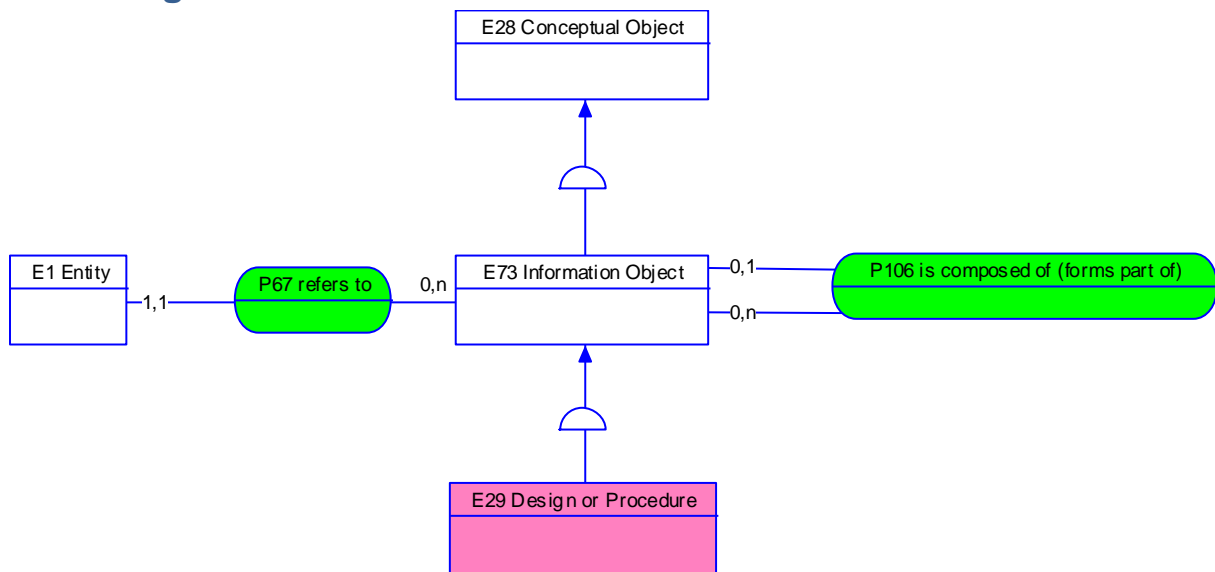 E28 Conceptual Object
E1 Entity
1,1
P67 refers to
0,n
E73 Information Object
0,1
0,n
P106 is composed of (forms part of)
E29 Design or Procedure